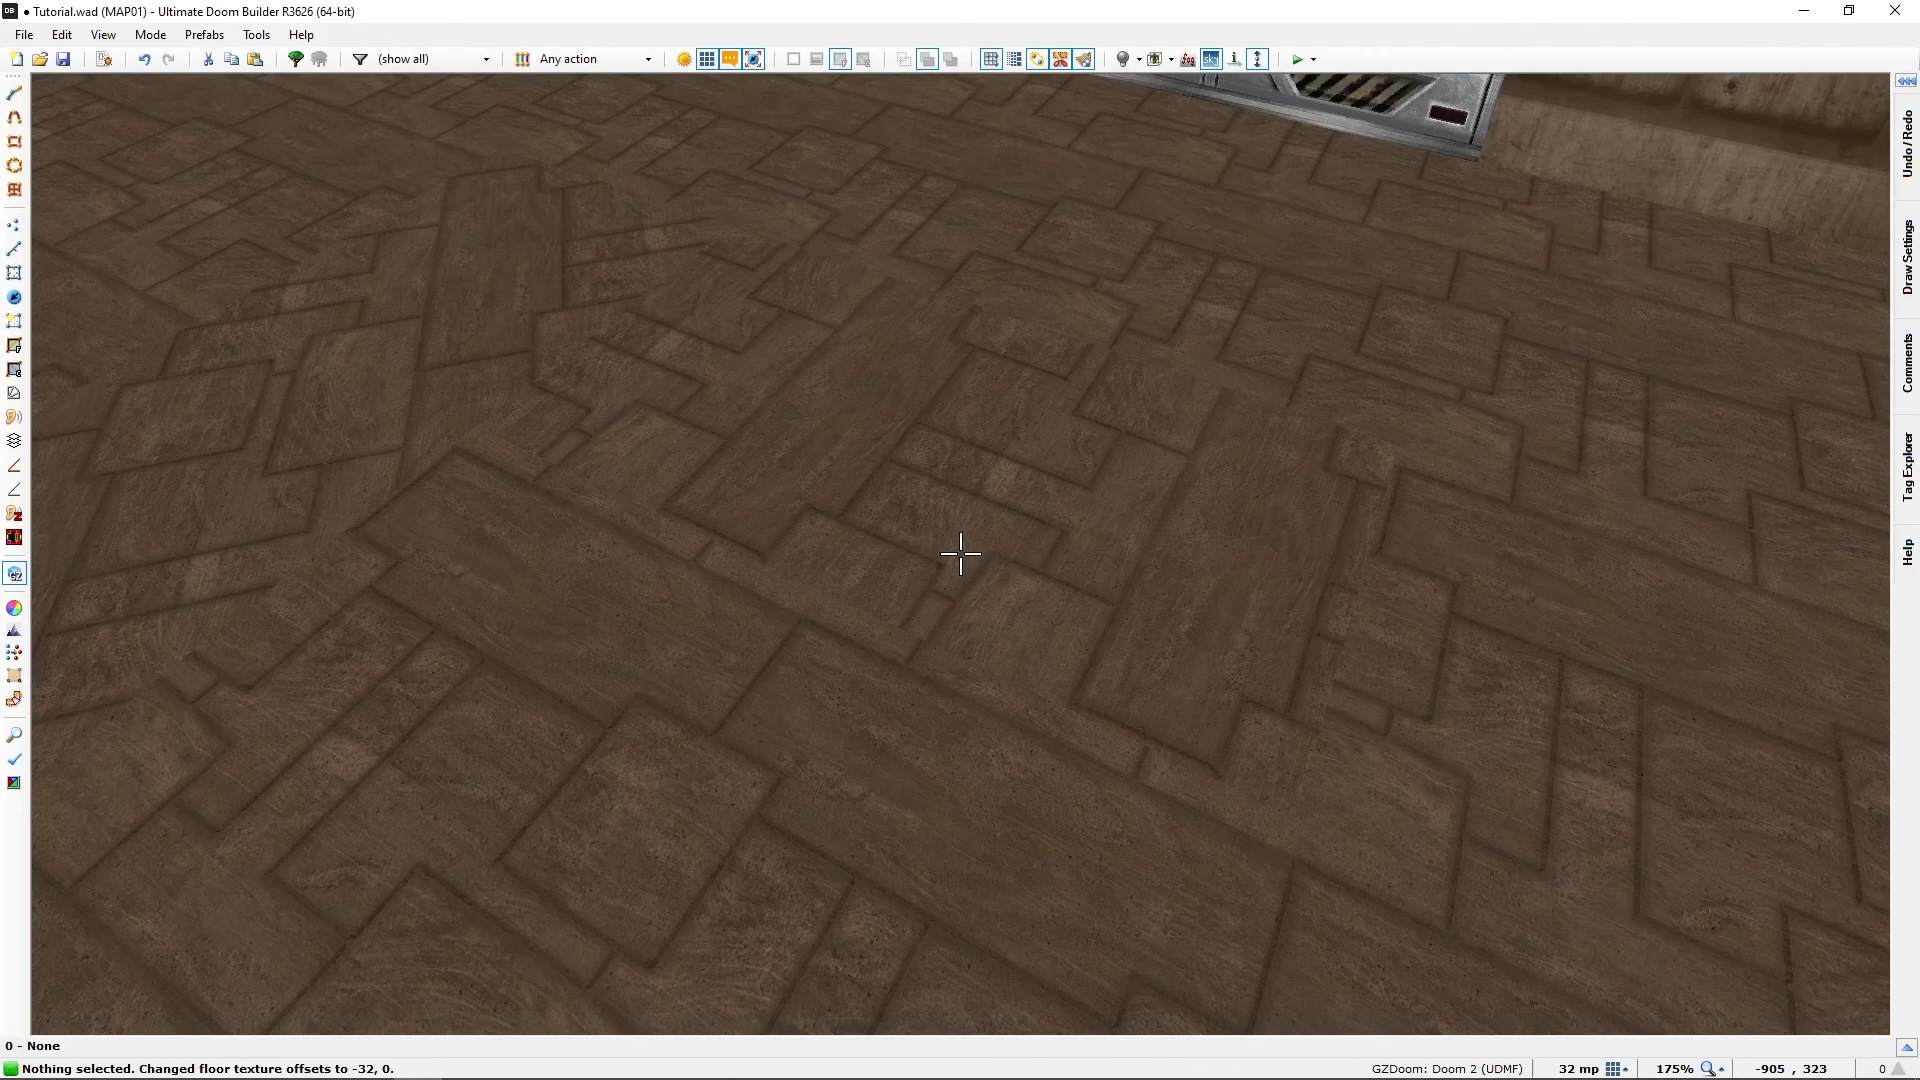 Tutorial.wad (MAP01) - Ultimate Doom Builder R3626 (64-bit)
File Edit View Mode Prefabs Tools Help
(show all) Any action
Undo / Redo
Draw Settings
Comments
Tag Explorer
Help
0 - None
Nothing selected. Changed floor texture offsets to -32, 0.
GZDoom: Doom 2 (UDMF) 32 mp 175% -905 , 323 0